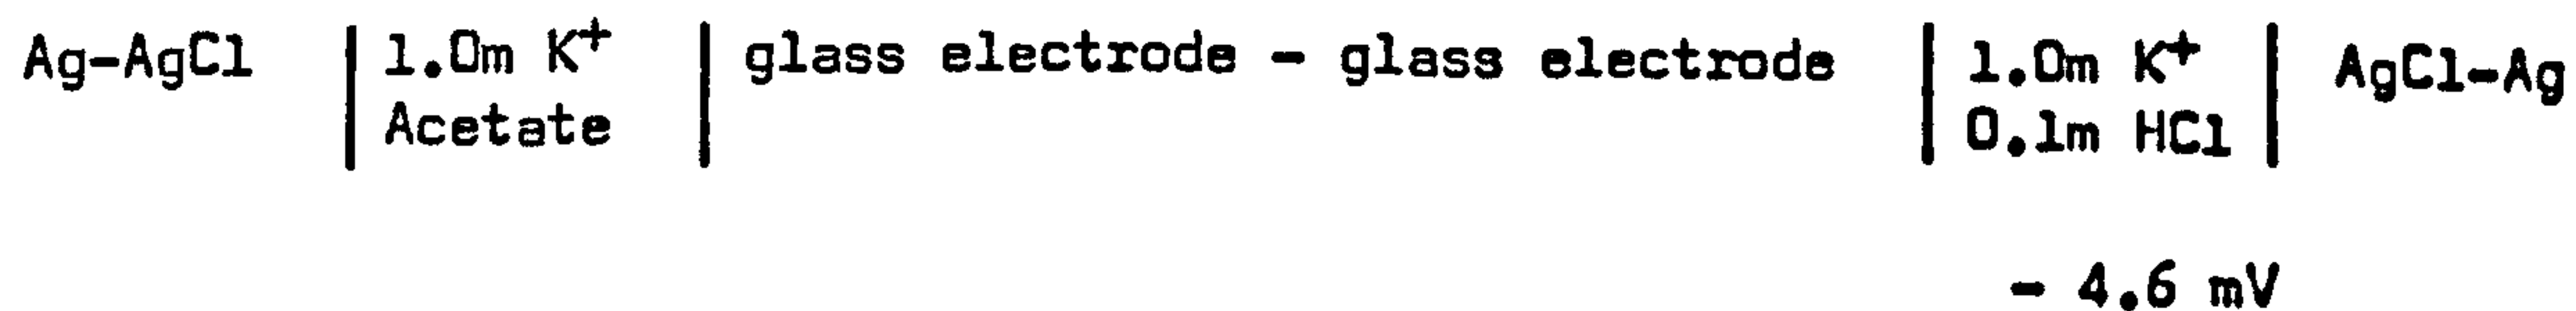 Ag-AgCl | 1.0m K+ | glass electrode - glass electrode | 1.0m K+ | AgCl-Ag
Acetate 0.1m HCl
- 4.6 mV